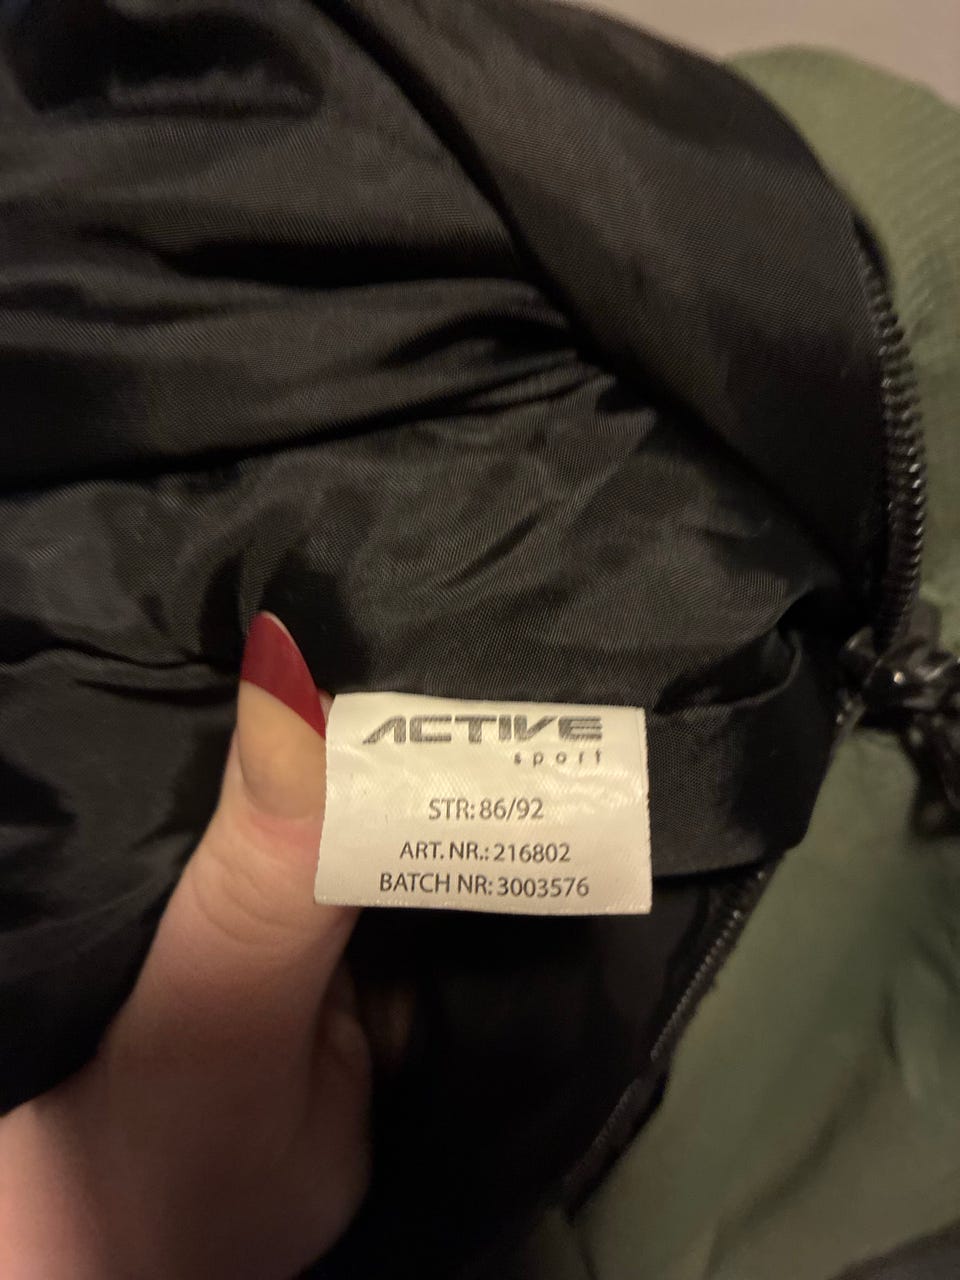 ACTIVE
sport
STR: 86/92
ART. NR.: 216802
BATCH NR: 3003576